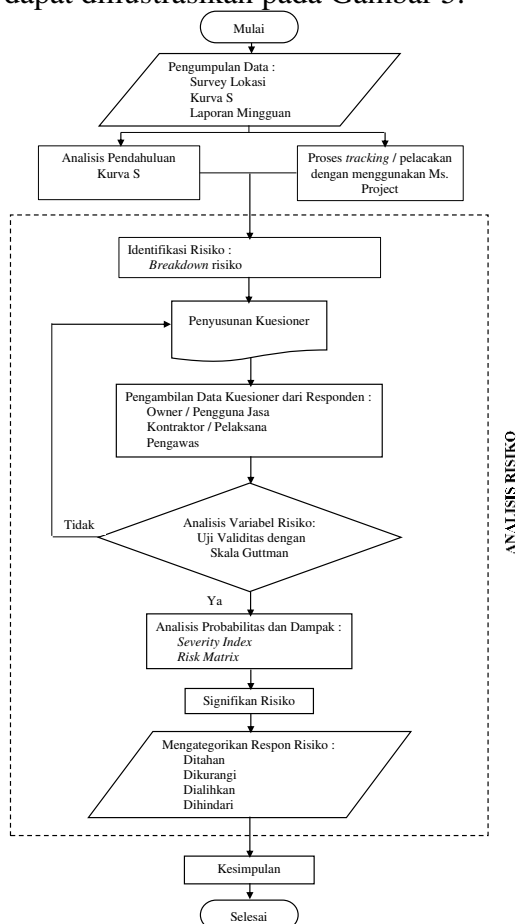 dapat diilustrasikan pada Gambar 3.
Mulai
Pengumpulan Data :
Survey Lokasi
Kurva S
Laporan Mingguan
Analisis Pendahuluan
Kurva S
Proses tracking / pelacakan
dengan menggunakan Ms.
Project
Identifikasi Risiko :
Breakdown risiko
Penyusunan Kuesioner
Pengambilan Data Kuesioner dari Responden :
Owner / Pengguna Jasa
Kontraktor / Pelaksana
Pengawas
Tidak
Analisis Variabel Risiko:
Uji Validitas dengan
Skala Guttman
Ya
Analisis Probabilitas dan Dampak :
Severity Index
Risk Matrix
Signifikan Risiko
Mengategorikan Respon Risiko :
Ditahan
Dikurangi
Dialihkan
Dihindari
ANALISIS RISIKO
Kesimpulan
Selesai